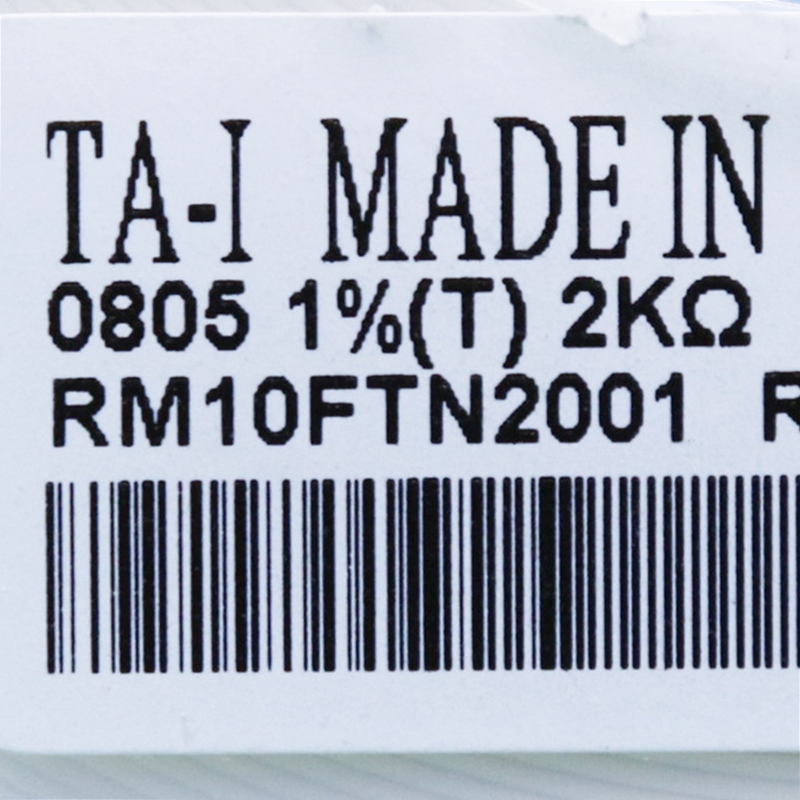 TA-I MADE IN
0805 1%(T) 2KΩ
RM10FTN2001 R